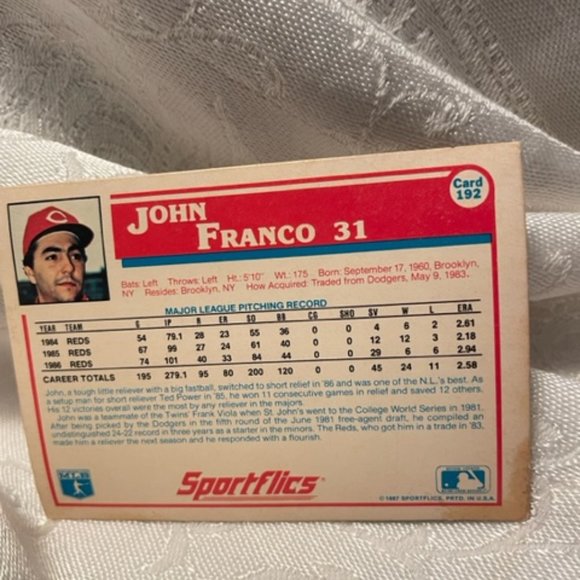 Card
192
JOHN
FRANCO 31
Bats: Left Throws: Left Ht.: 5'10" Wt.: 175 Born: September 17, 1960, Brooklyn,
NY Resides: Brooklyn, NY How Acquired: Traded from Dodgers, May 9, 1983.
MAJOR LEAGUE PITCHING RECORD
YEAR TEAM G IP R ER SO BB CG SHO SV W L ERA
1984 REDS 54 79.1 28 23 55 36 0 0 4 6 2 2.61
1985 REDS 67 99 27 24 61 40 0 0 12 12 3 2.18
1986 REDS 74 101 40 33 84 44 0 0 29 6 6 2.94
CAREER TOTALS 195 279.1 95 80 200 120 0 0 45 24 11 2.58
John, a tough little reliever with a big fastball, switched to short relief in '86 and was one of the N.L.'s best. As
a setup man for short reliever Ted Power in '85, he won 11 consecutive games in relief and saved 12 others.
His 12 victories overall were the most by any reliever in the majors.
John was a teammate of the Twins' Frank Viola when St. John's went to the College World Series in 1981.
After being picked by the Dodgers in the fifth round of the June 1981 free-agent draft, he compiled an
undistinguished 24-22 record in three years as a starter in the minors. The Reds, who got him in a trade in '83,
made him a reliever the next season and he responded with a flourish.
Sportflics
© 1987 SPORTFLICS, PRTD. IN U.S.A.